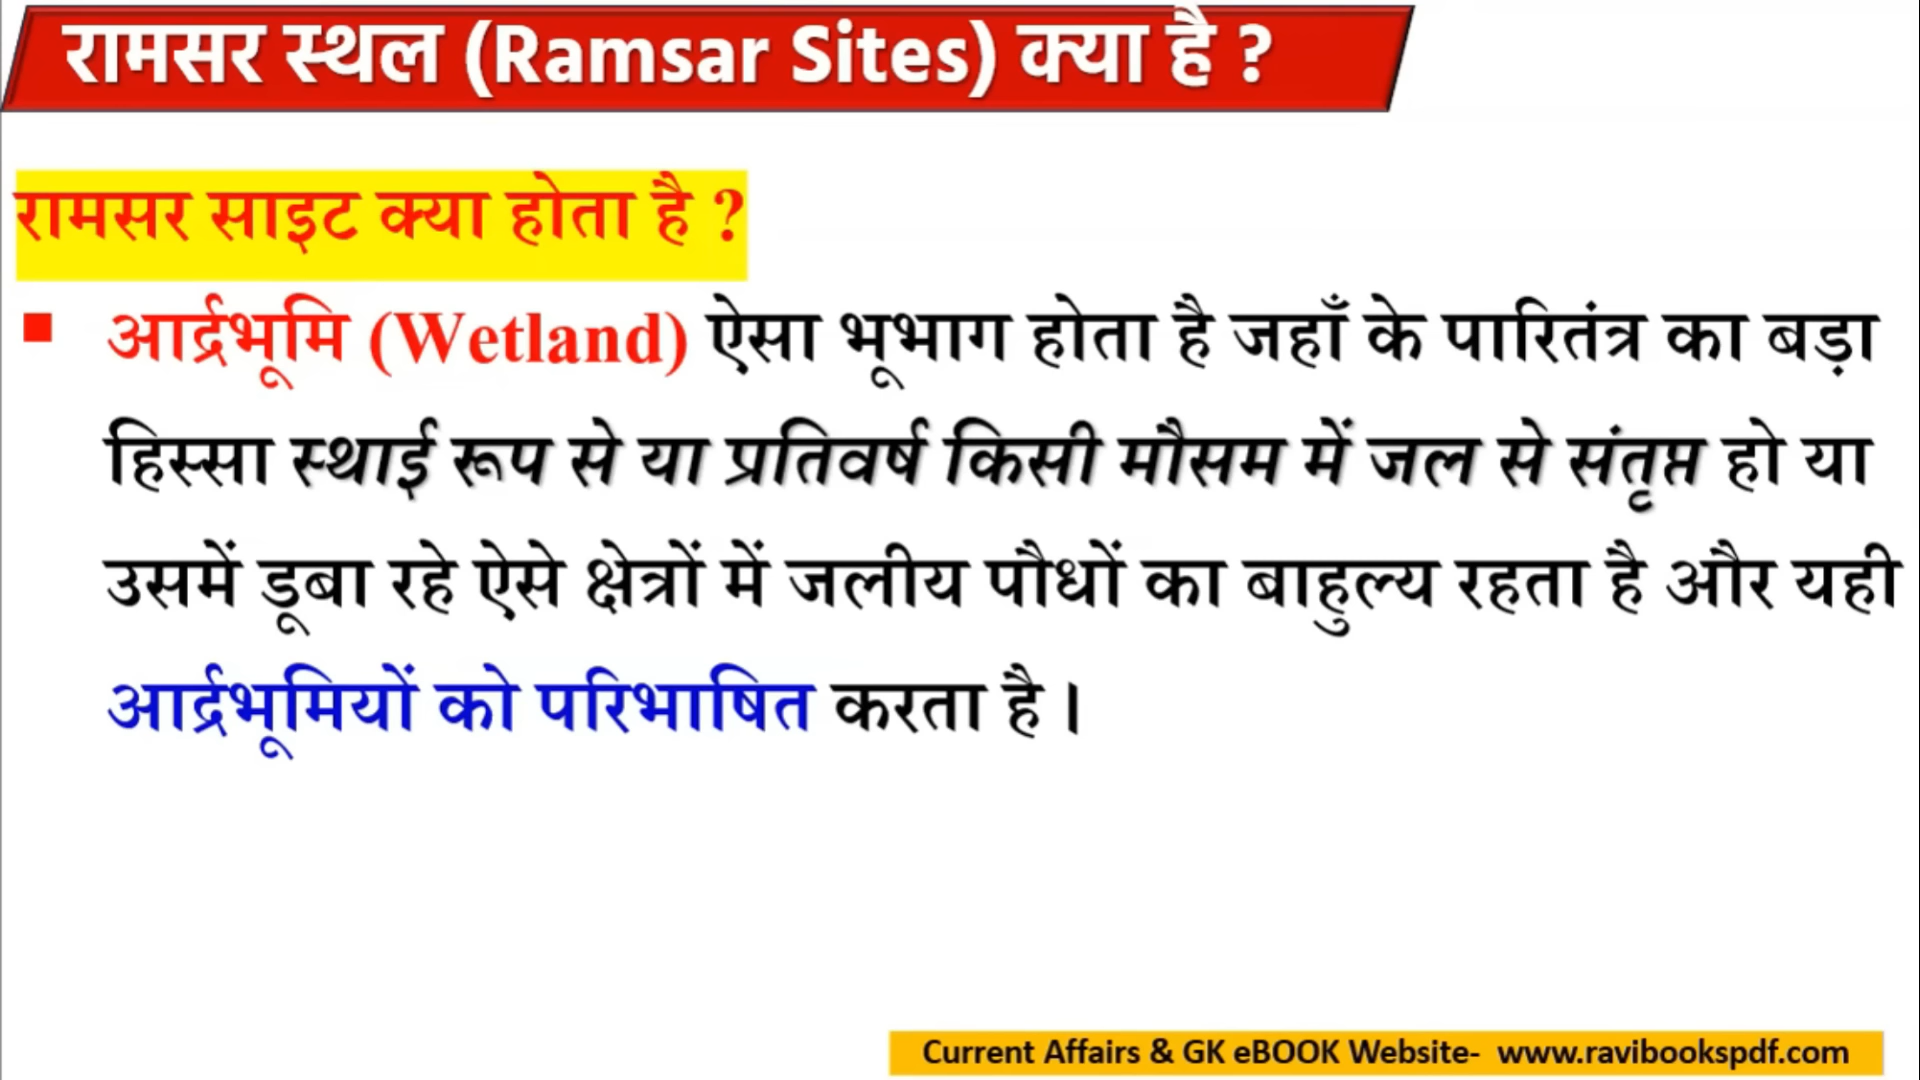 रामसर स्थल (Ramsar Sites) क्या है ?
रामसर साइट क्या होता है ?
▪ आर्द्रभूमि (Wetland) ऐसा भूभाग होता है जहाँ के पारितंत्र का बड़ा
हिस्सा स्थाई रूप से या प्रतिवर्ष किसी मौसम में जल से संतृप्त हो या
उसमें डूबा रहे ऐसे क्षेत्रों में जलीय पौधों का बाहुल्य रहता है और यही
आर्द्रभूमियों को परिभाषित करता है ।
Current Affairs & GK eBOOK Website- www.ravibookspdf.com